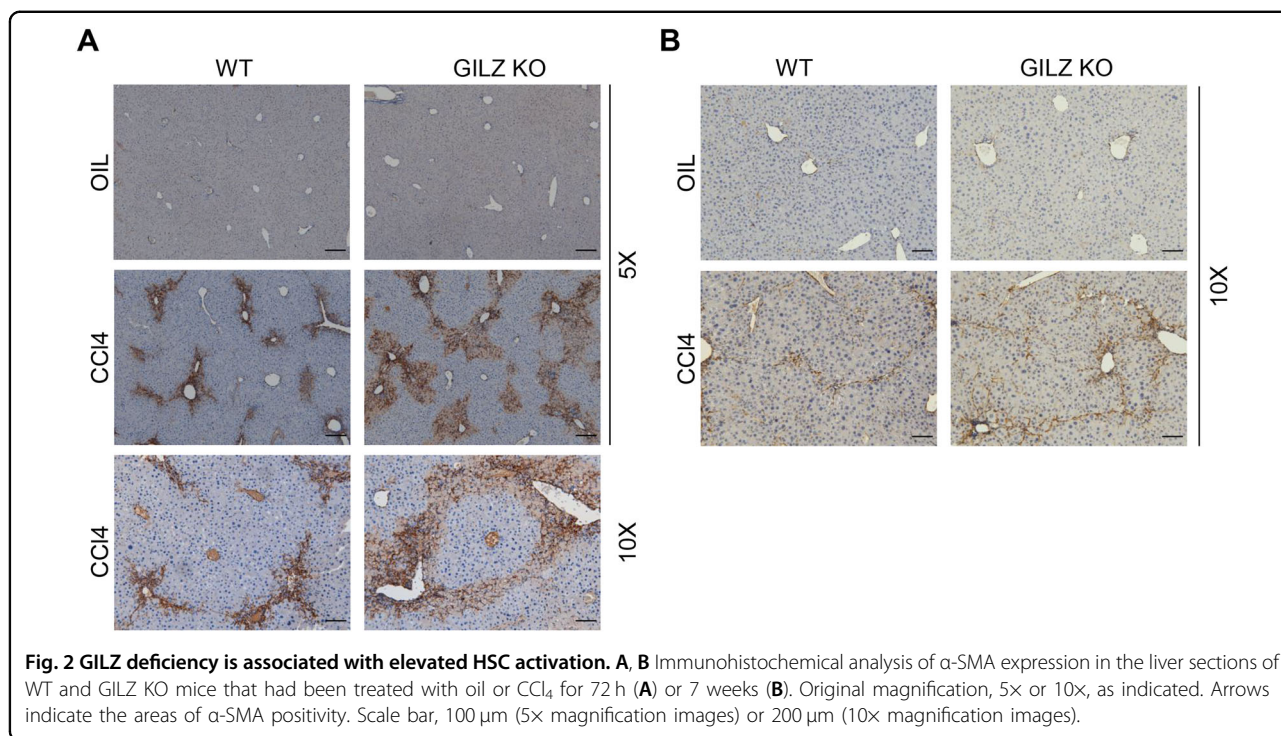 A
B
WT
GILZ KO
WT
GILZ KO
OIL
CCl4
5X
CCl4
10X
OIL
CCl4
10X
Fig. 2 GILZ deficiency is associated with elevated HSC activation. A, B Immunohistochemical analysis of α-SMA expression in the liver sections of
WT and GILZ KO mice that had been treated with oil or CCl₄ for 72 h (A) or 7 weeks (B). Original magnification, 5× or 10×, as indicated. Arrows
indicate the areas of α-SMA positivity. Scale bar, 100 μm (5× magnification images) or 200 μm (10× magnification images).